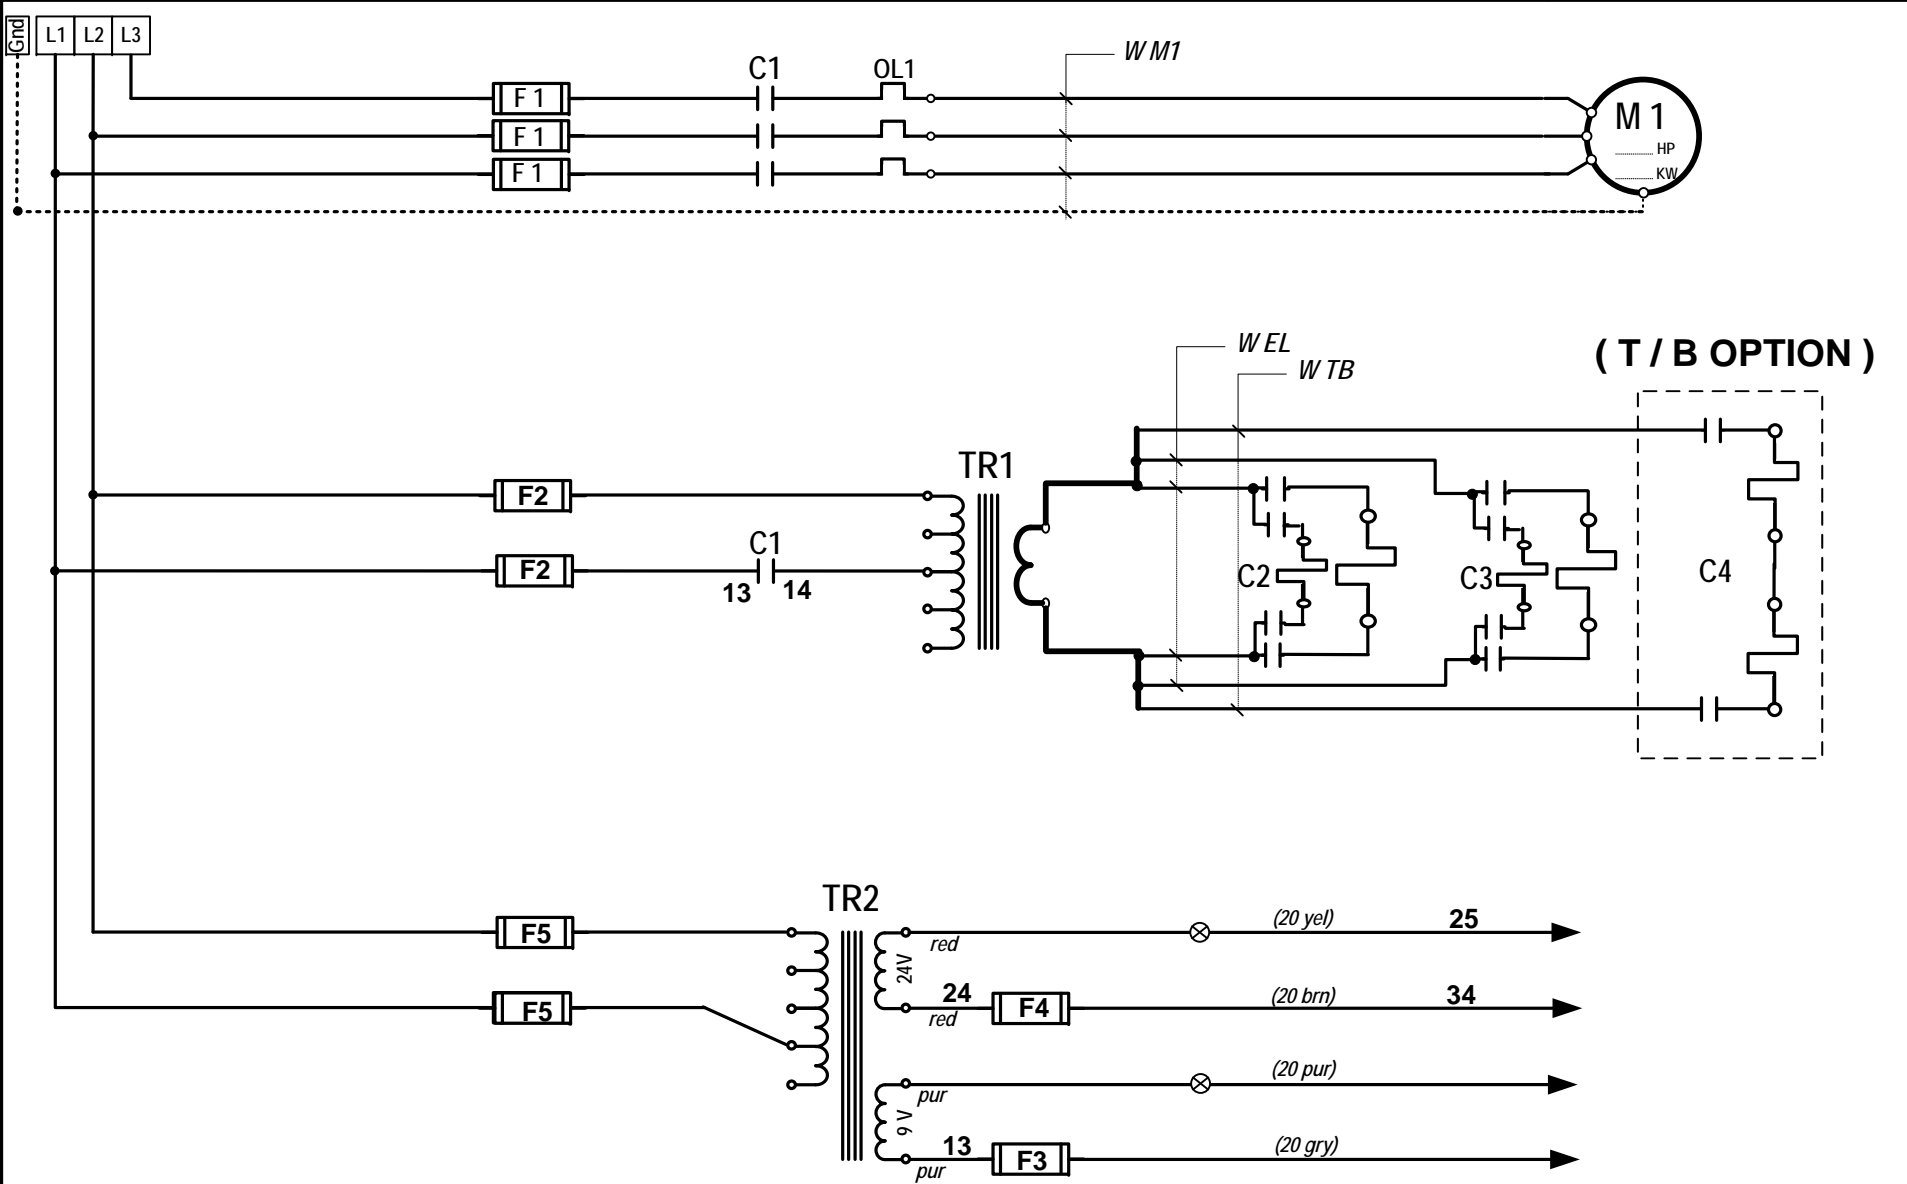 Gnd L1 L2 L3
W M1
C1 OL1
F 1
F 1
F 1
M 1
HP
KW
W EL
W TB
( T / B OPTION )
TR1
F2
C1
F2
13 14
C2 C3 C4
TR2
F5
red
24V
(20 yel) 25
F5
24
red
F4
(20 brn) 34
pur
9 V
(20 pur)
13
pur
F3
(20 gry)